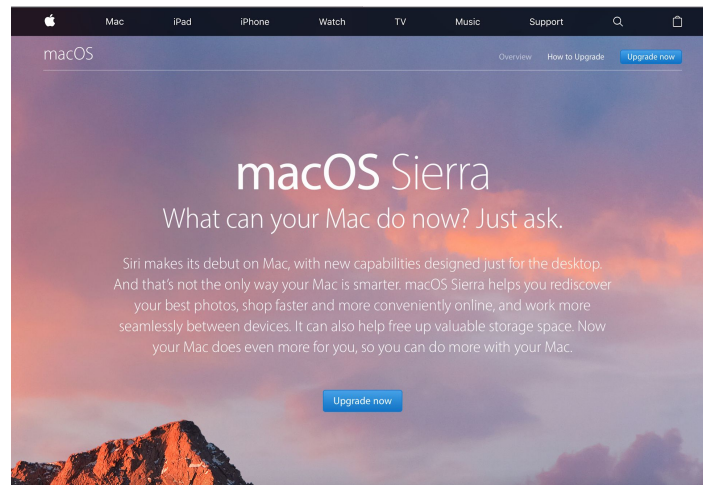 Mac iPad iPhone Watch TV Music Support
macOS Overview How to Upgrade Upgrade now
macOS Sierra
What can your Mac do now? Just ask.
Siri makes its debut on Mac, with new capabilities designed just for the desktop.
And that's not the only way your Mac is smarter. macOS Sierra helps you rediscover
your best photos, shop faster and more conveniently online, and work more
seamlessly between devices. It can also help free up valuable storage space. Now
your Mac does even more for you, so you can do more with your Mac.
Upgrade now